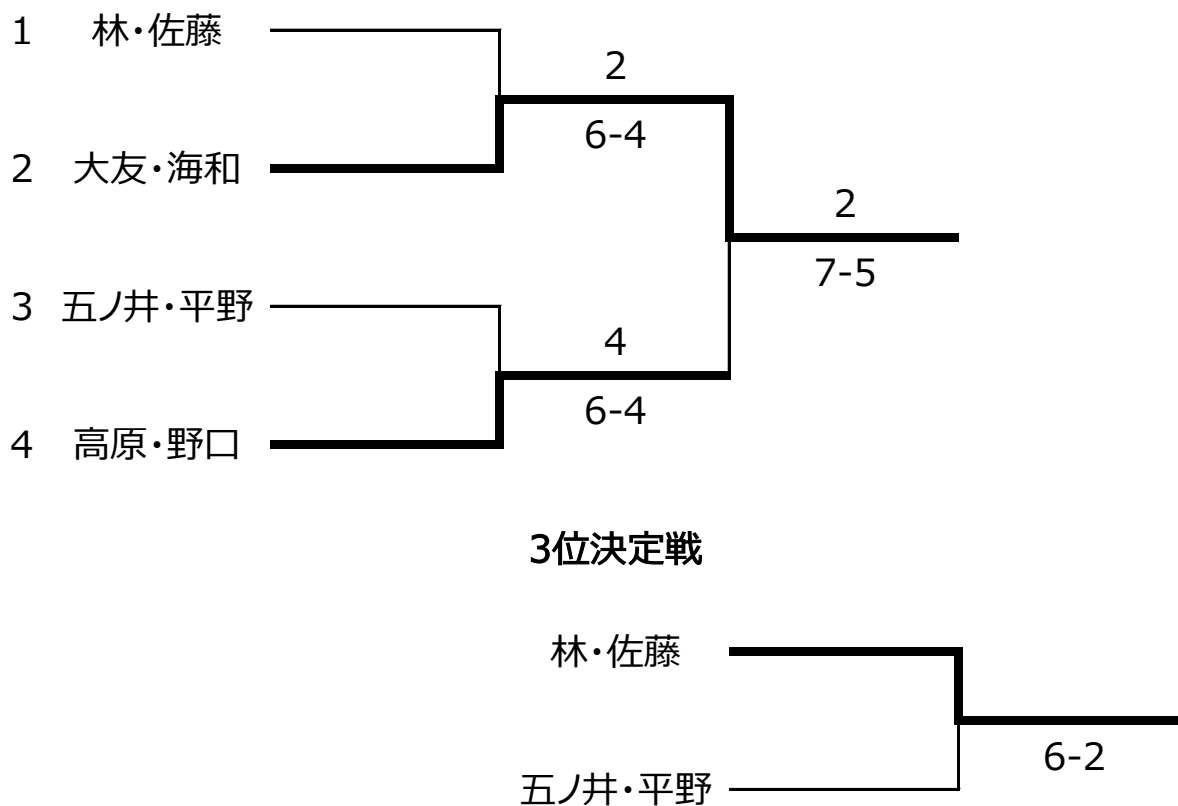 1 林・佐藤
2
6-4
2 大友・海和
2
7-5
3 五ノ井・平野
4
6-4
4 高原・野口
3位決定戦
林・佐藤
6-2
五ノ井・平野